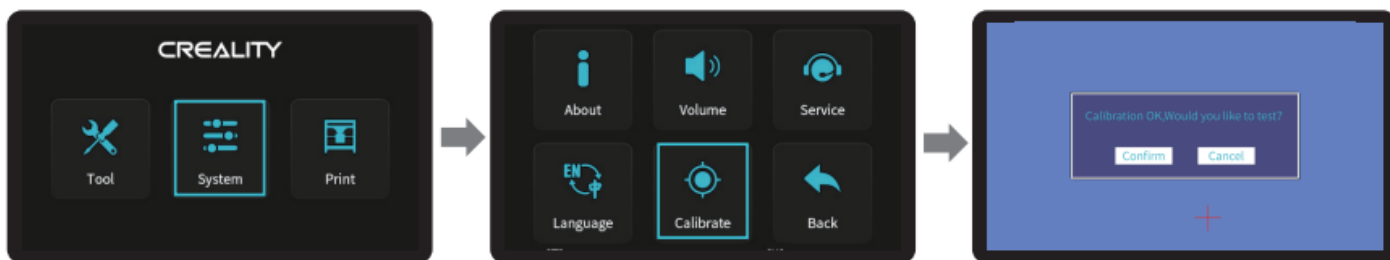 CREALITY
Tool
System
Print
About
Volume
Service
EN
Language
Calibrate
Back
Calibration OK,Would you like to test?
Confirm
Cancel